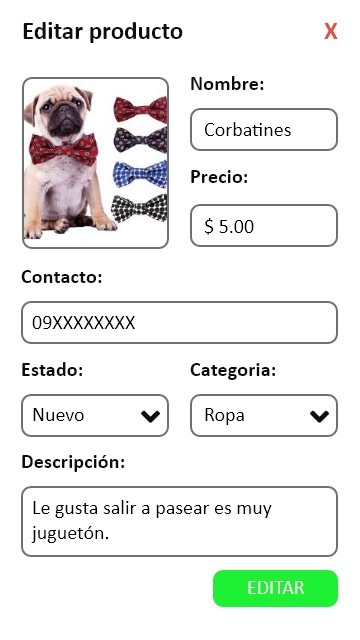 Editar producto X
Nombre:
Corbatines
Precio:
$ 5.00
Contacto:
09XXXXXXXX
Estado:
Nuevo
Categoria:
Ropa
Descripción:
Le gusta salir a pasear es muy
juguetón.
EDITAR